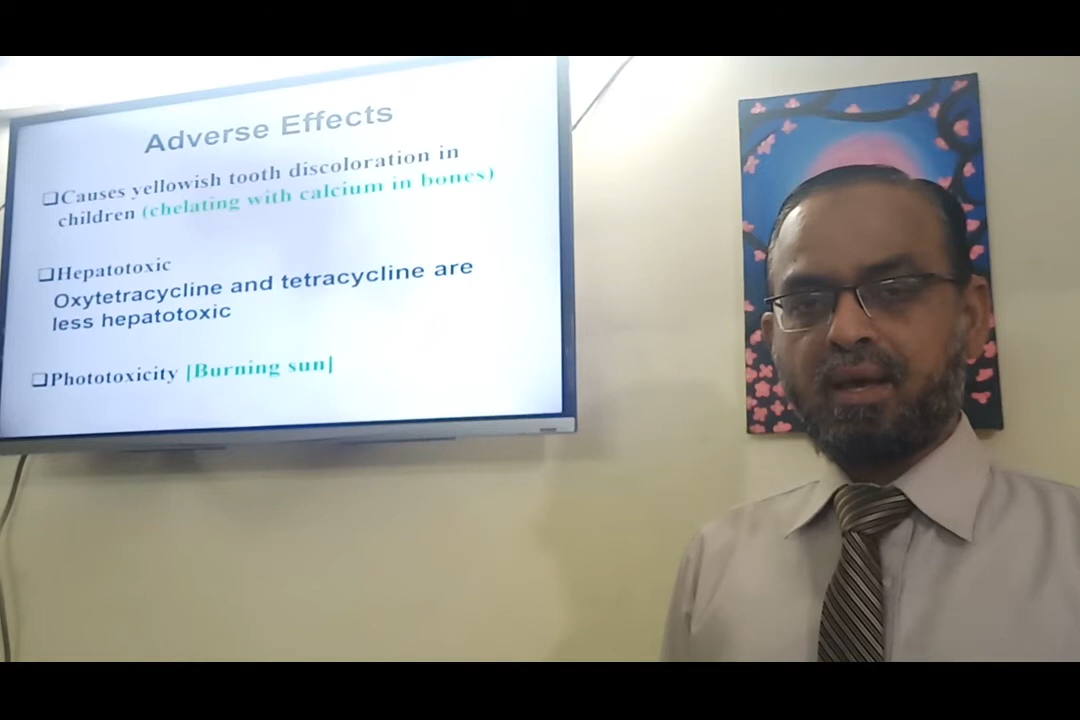 Adverse Effects
❑Causes yellowish tooth discoloration in
children (chelating with calcium in bones)
❑Hepatotoxic
Oxytetracycline and tetracycline are
less hepatotoxic
❑Phototoxicity [Burning sun]